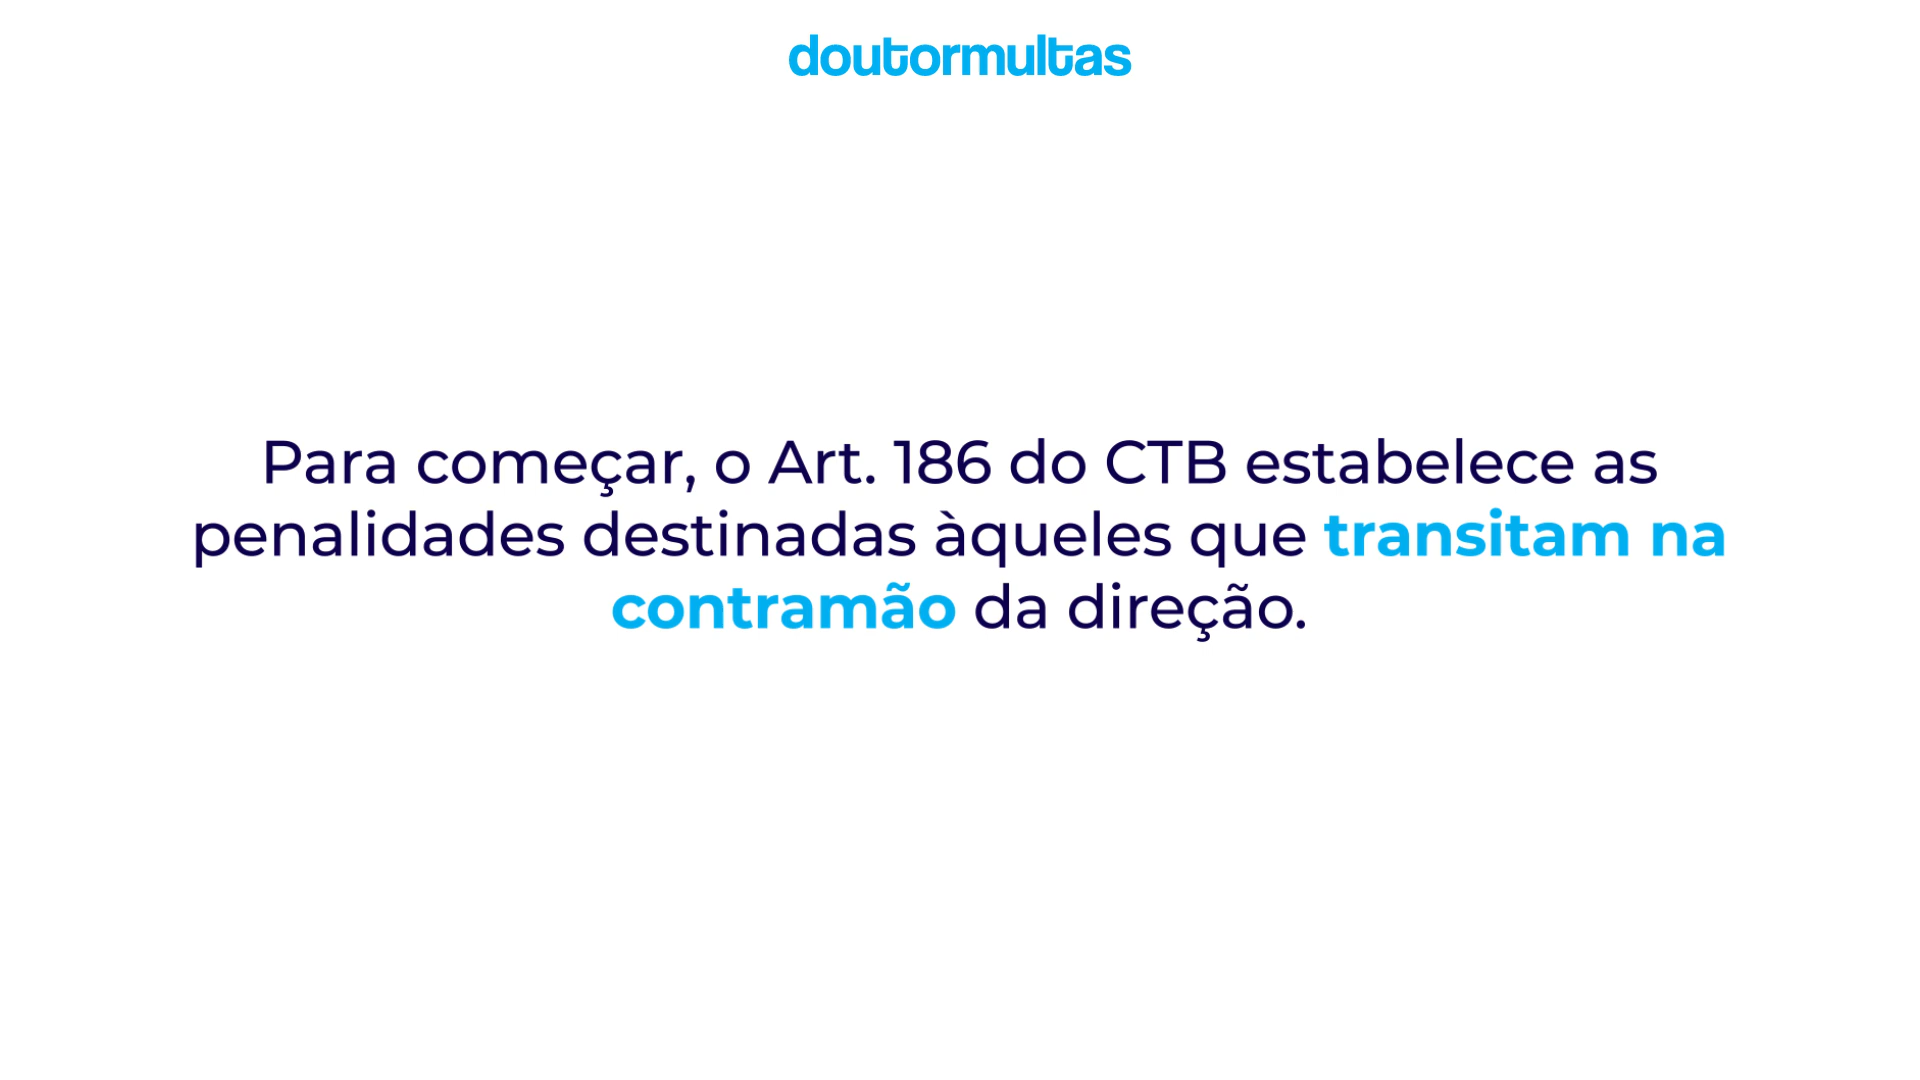 doutormultas
Para começar, o Art. 186 do CTB estabelece as
penalidades destinadas àqueles que transitam na
contramão da direção.